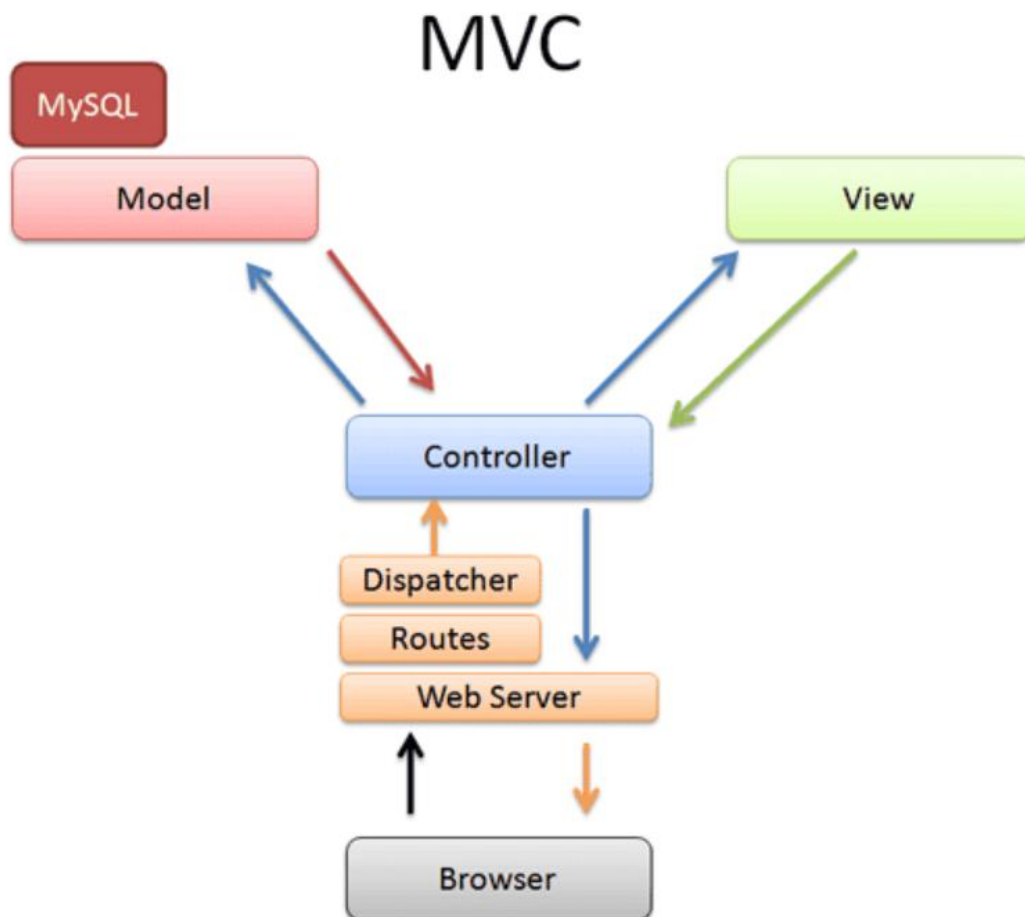 MVC
MySQL
Model
View
Controller
Dispatcher
Routes
Web Server
Browser